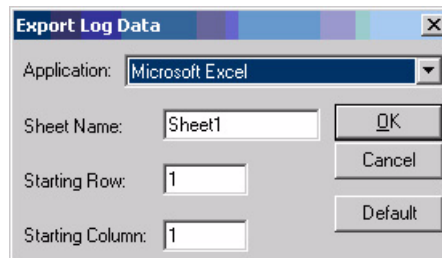 Export Log Data
Application: Microsoft Excel
Sheet Name: Sheet1
OK
Starting Row: 1
Cancel
Starting Column: 1
Default